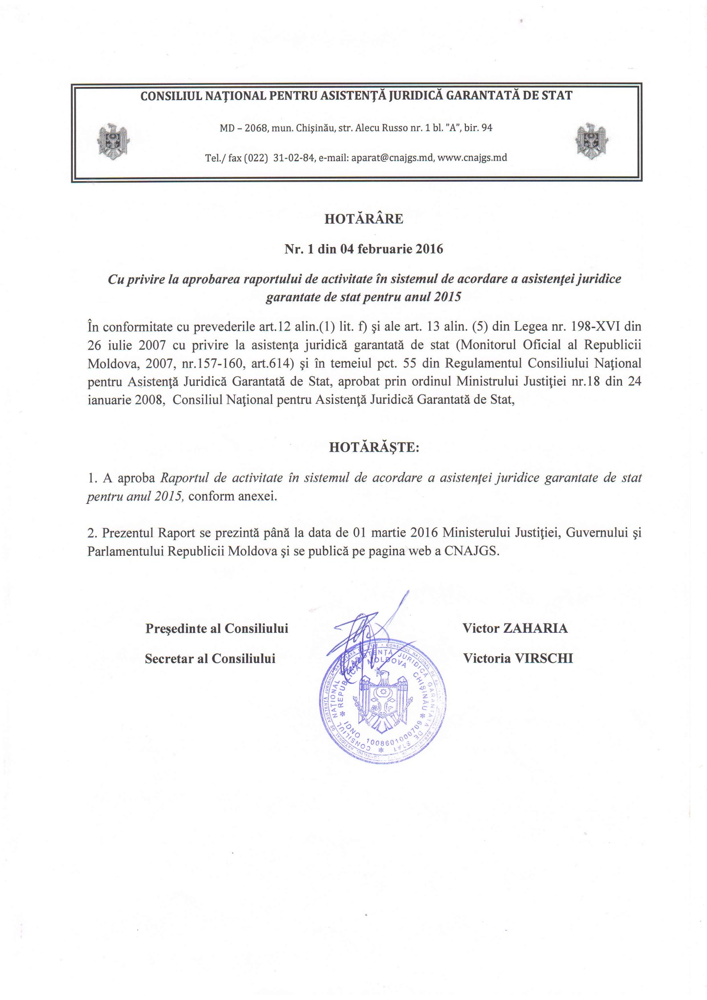 CONSILIUL NAŢIONAL PENTRU ASISTENŢĂ JURIDICĂ GARANTATĂ DE STAT
MD – 2068, mun. Chişinău, str. Alecu Russo nr. 1 bl. ”A”, bir. 94
Tel./ fax (022) 31-02-84, e-mail: aparat@cnajgs.md, www.cnajgs.md
HOTĂRÂRE
Nr. 1 din 04 februarie 2016
Cu privire la aprobarea raportului de activitate în sistemul de acordare a asistenţei juridice
garantate de stat pentru anul 2015
În conformitate cu prevederile art.12 alin.(1) lit. f) şi ale art. 13 alin. (5) din Legea nr. 198-XVI din
26 iulie 2007 cu privire la asistenţa juridică garantată de stat (Monitorul Oficial al Republicii
Moldova, 2007, nr.157-160, art.614) şi în temeiul pct. 55 din Regulamentul Consiliului Naţional
pentru Asistenţă Juridică Garantată de Stat, aprobat prin ordinul Ministrului Justiţiei nr.18 din 24
ianuarie 2008, Consiliul Naţional pentru Asistenţă Juridică Garantată de Stat,
HOTĂRĂŞTE:
1. A aproba Raportul de activitate în sistemul de acordare a asistenţei juridice garantate de stat
pentru anul 2015, conform anexei.
2. Prezentul Raport se prezintă până la data de 01 martie 2016 Ministerului Justiţiei, Guvernului şi
Parlamentului Republicii Moldova şi se publică pe pagina web a CNAJGS.
Preşedinte al Consiliului Victor ZAHARIA
Secretar al Consiliului Victoria VIRSCHI
CONSILIUL NAŢIONAL ASISTENŢĂ JURIDICĂ GARANTATĂ DE STAT
REPUBLICA MOLDOVA CHIŞINĂU
IDNO 1008601000709